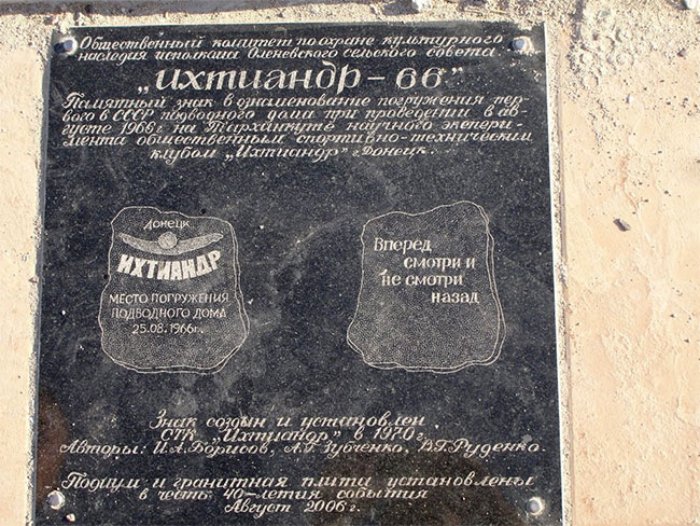 Общественный комитет по охране культурного
наследия исполкома Оленевского сельского совета
„ИХТИАНДР – 66"
Памятный знак в ознаменование погружения пер-
вого в СССР подводного дома при проведении в ав-
густе 1966г. на Тарханкуте научного экспери-
мента общественным спортивно-техническим
клубом „Ихтиандр" г. Донецк.
ДОНЕЦК
ИХТИАНДР
МЕСТО ПОГРУЖЕНИЯ
ПОДВОДНОГО ДОМА
25.08.1966г.
Вперёд
смотри и
не смотри
назад
Знак создан и установлен
СТК „Ихтиандр" в 1970г.
Авторы: И.А.Борисов, А.Г.Зубченко, В.Г.Руденко.
Подиум и гранитная плита установлены
в честь 40-летия события
Август 2006г.